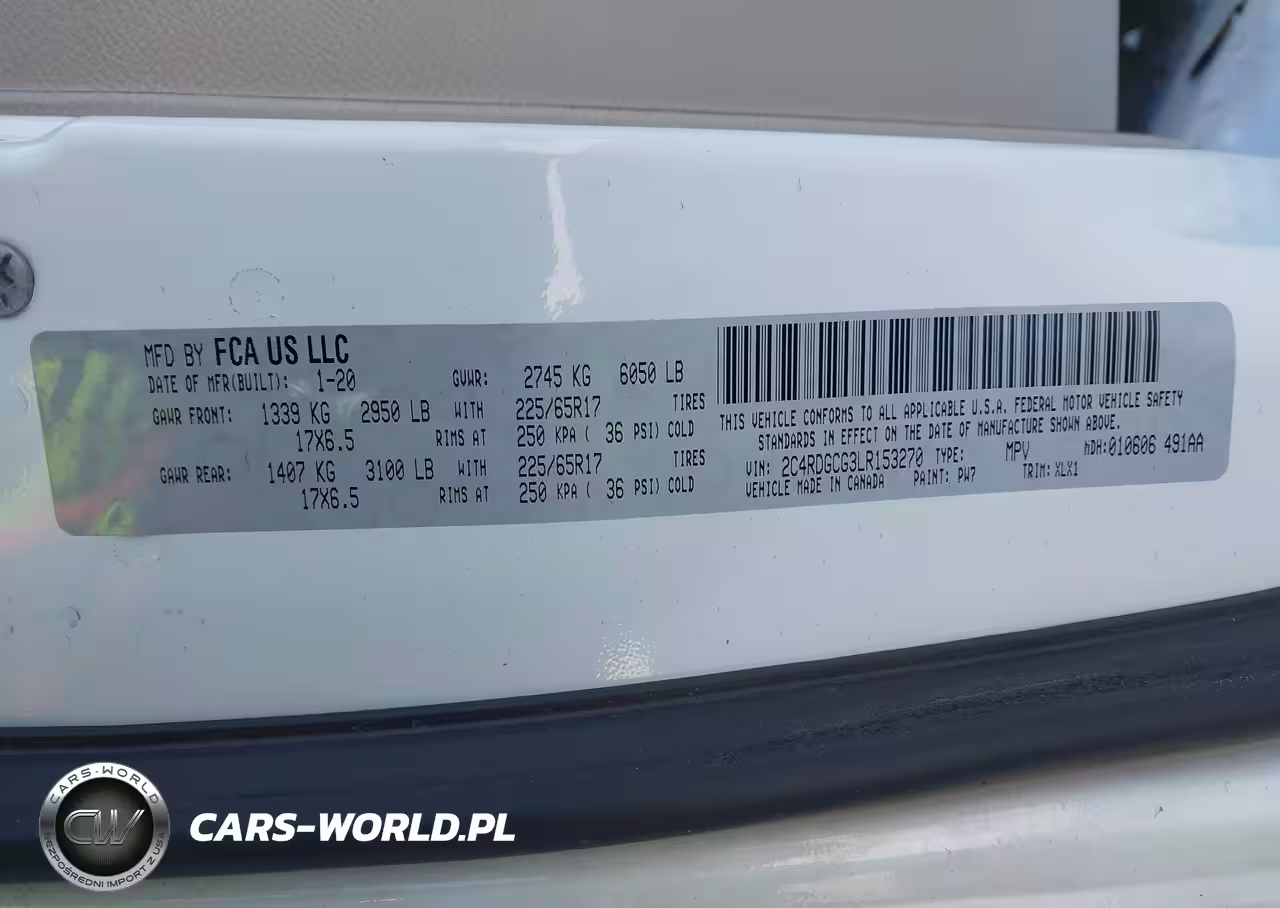 MFD BY FCA US LLC
DATE OF MFR(BUILT): 1-20 GVWR: 2745 KG 6050 LB
GAWR FRONT: 1339 KG 2950 LB WITH 225/65R17 TIRES
17X6.5 RIMS AT 250 KPA ( 36 PSI) COLD
GAWR REAR: 1407 KG 3100 LB WITH 225/65R17 TIRES
17X6.5 RIMS AT 250 KPA ( 36 PSI) COLD
THIS VEHICLE CONFORMS TO ALL APPLICABLE U.S.A. FEDERAL MOTOR VEHICLE SAFETY
STANDARDS IN EFFECT ON THE DATE OF MANUFACTURE SHOWN ABOVE.
VIN: 2C4RDGCG3LR153270 TYPE: MPV hDH:010606 491AA
VEHICLE MADE IN CANADA PAINT: PW7 TRIM: XLX1
CARS-WORLD
CW
BEZPOŚREDNI IMPORT Z USA
CARS-WORLD.PL